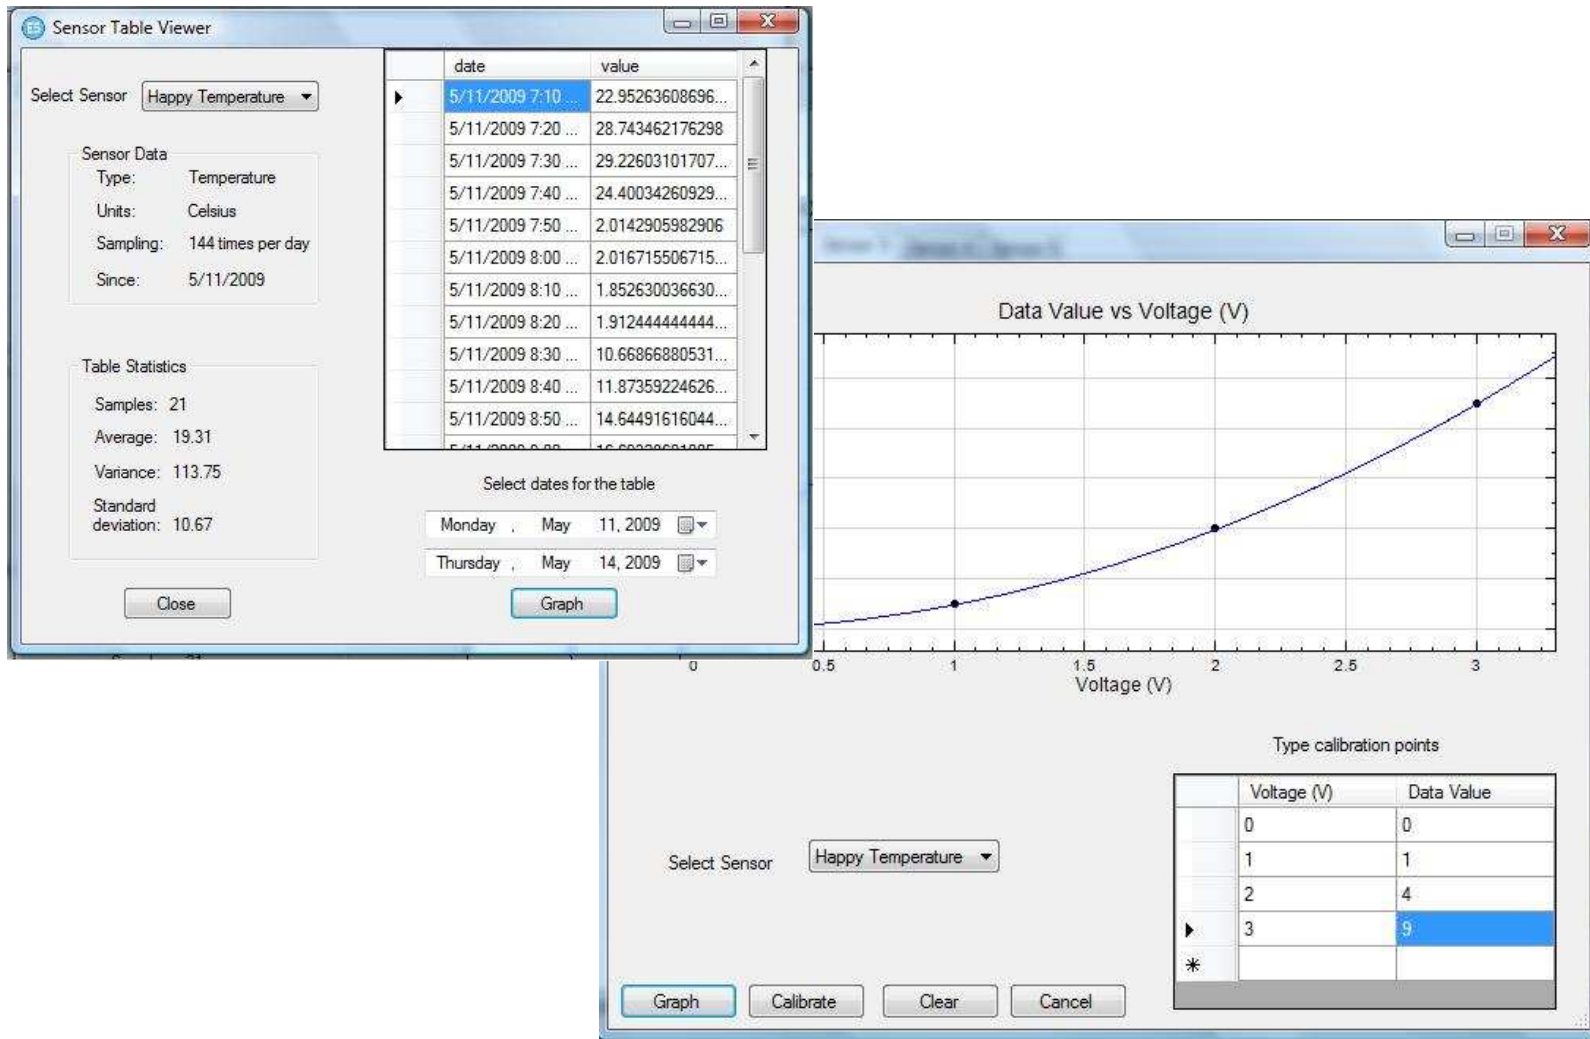 Sensor Table Viewer
Select Sensor Happy Temperature
Sensor Data
Type: Temperature
Units: Celsius
Sampling: 144 times per day
Since: 5/11/2009
Table Statistics
Samples: 21
Average: 19.31
Variance: 113.75
Standard
deviation: 10.67
Close
date value
5/11/2009 7:10 ... 22.95263608696...
5/11/2009 7:20 ... 28.743462176298
5/11/2009 7:30 ... 29.22603101707...
5/11/2009 7:40 ... 24.40034260929...
5/11/2009 7:50 ... 2.0142905982906
5/11/2009 8:00 ... 2.016715506715...
5/11/2009 8:10 ... 1.852630036630...
5/11/2009 8:20 ... 1.912444444444...
5/11/2009 8:30 ... 10.66866880531...
5/11/2009 8:40 ... 11.87359224626...
5/11/2009 8:50 ... 14.64491616044...
Select dates for the table
Monday , May 11, 2009
Thursday , May 14, 2009
Graph
Data Value vs Voltage (V)
0 0.5 1 1.5 2 2.5 3
Voltage (V)
Type calibration points
Voltage (V) Data Value
0 0
1 1
2 4
3 9
Select Sensor Happy Temperature
Graph Calibrate Clear Cancel